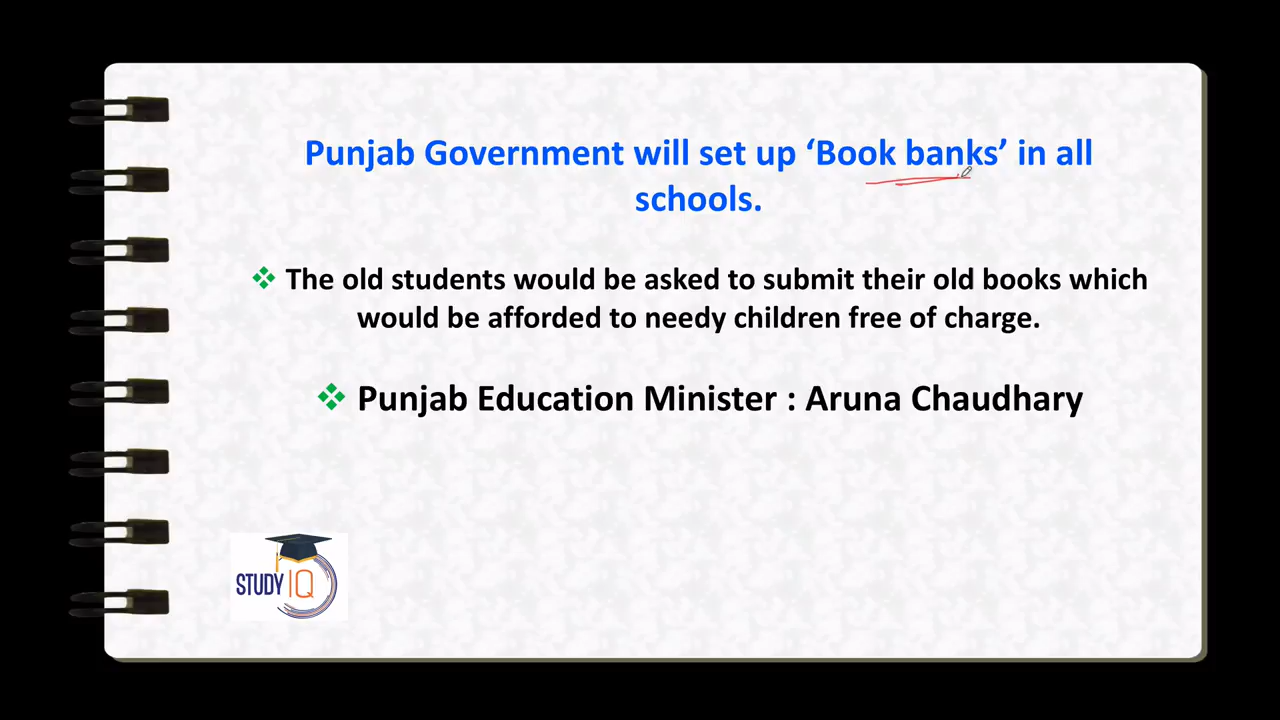 Punjab Government will set up ‘Book banks’ in all
schools.
❖ The old students would be asked to submit their old books which
would be afforded to needy children free of charge.
❖ Punjab Education Minister : Aruna Chaudhary
STUDY IQ